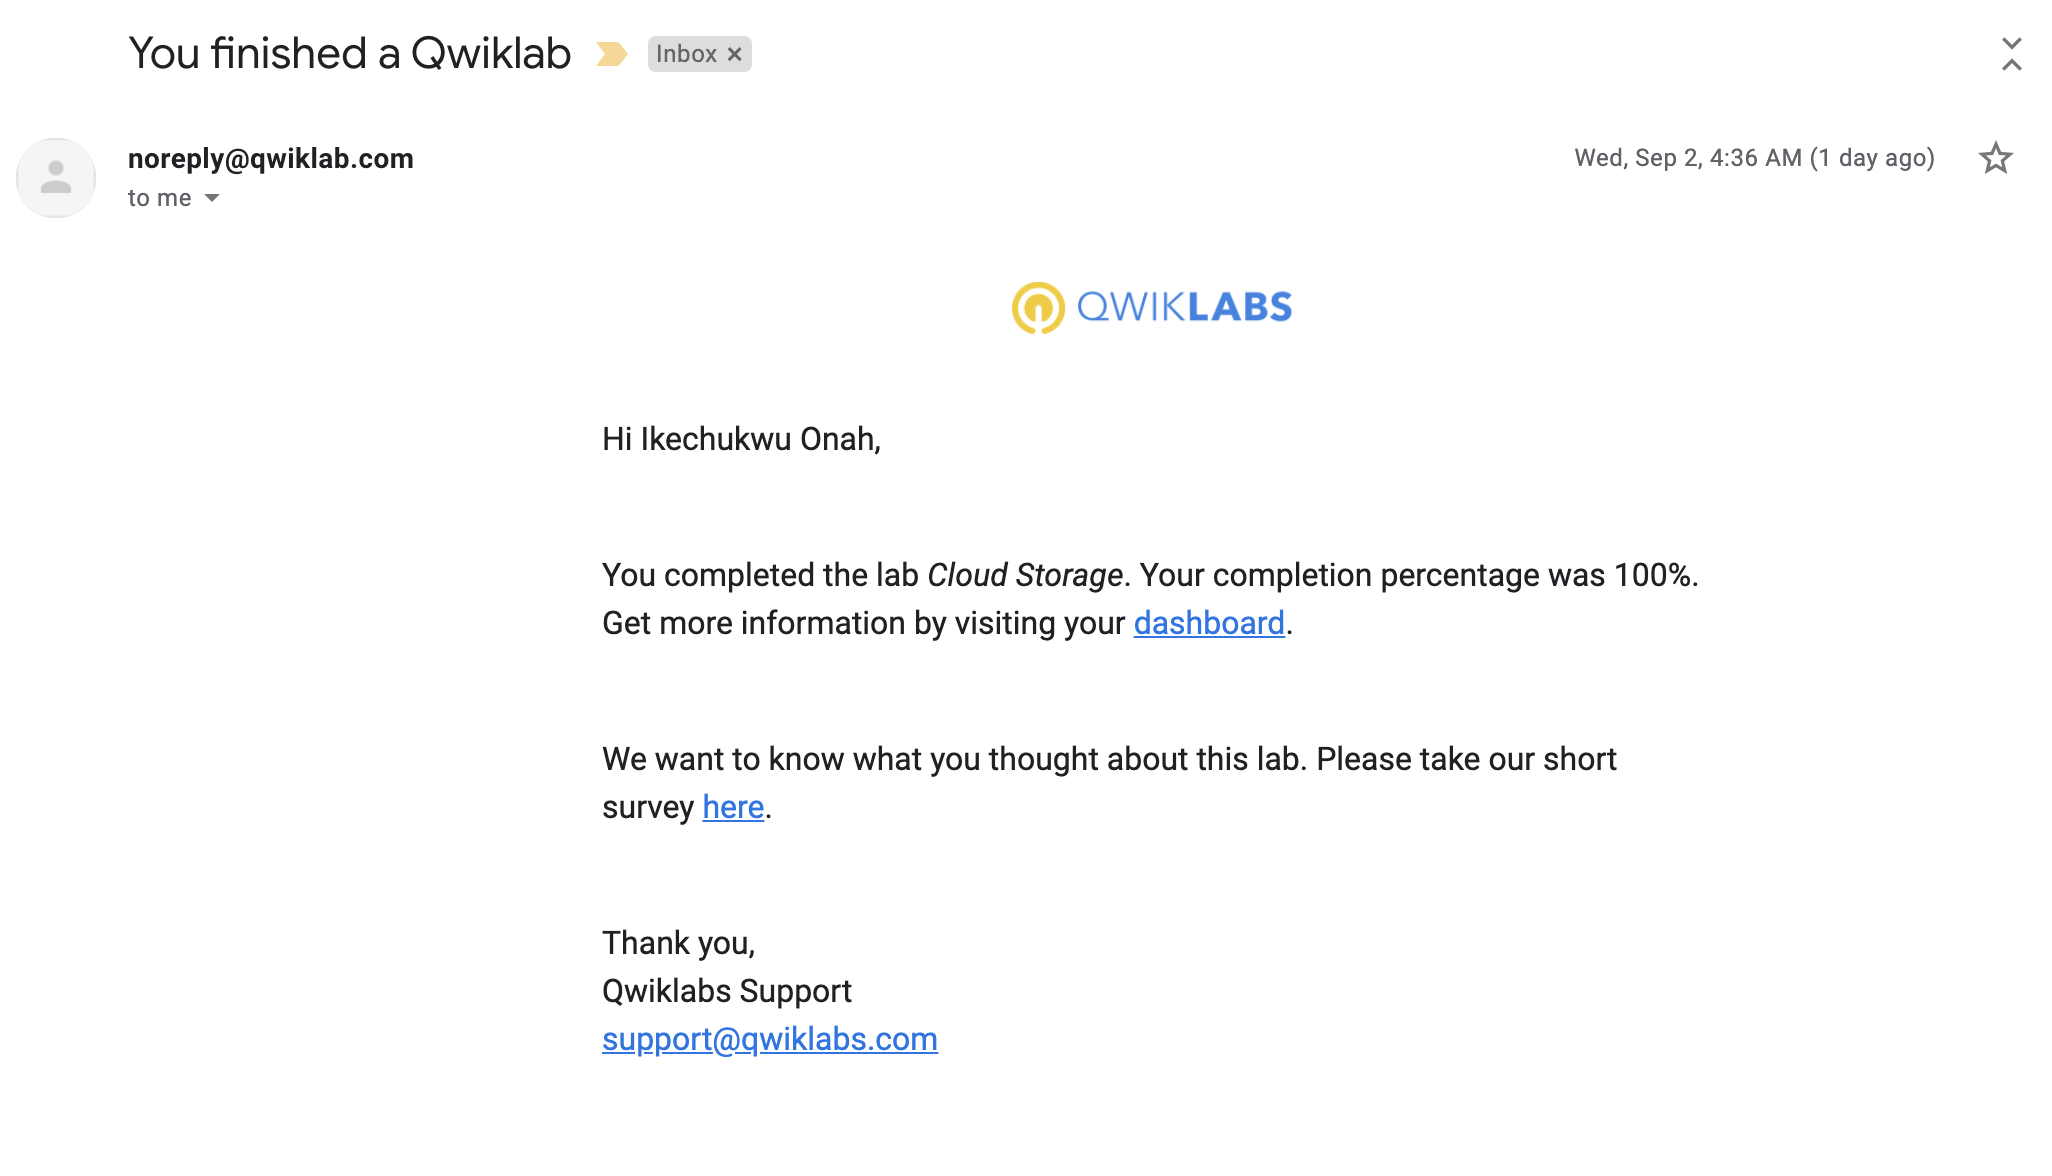 You finished a Qwiklab
Inbox ×
noreply@qwiklab.com
Wed, Sep 2, 4:36 AM (1 day ago)
to me
QWIKLABS
Hi Ikechukwu Onah,
You completed the lab Cloud Storage. Your completion percentage was 100%.
Get more information by visiting your dashboard.
We want to know what you thought about this lab. Please take our short
survey here.
Thank you,
Qwiklabs Support
support@qwiklabs.com